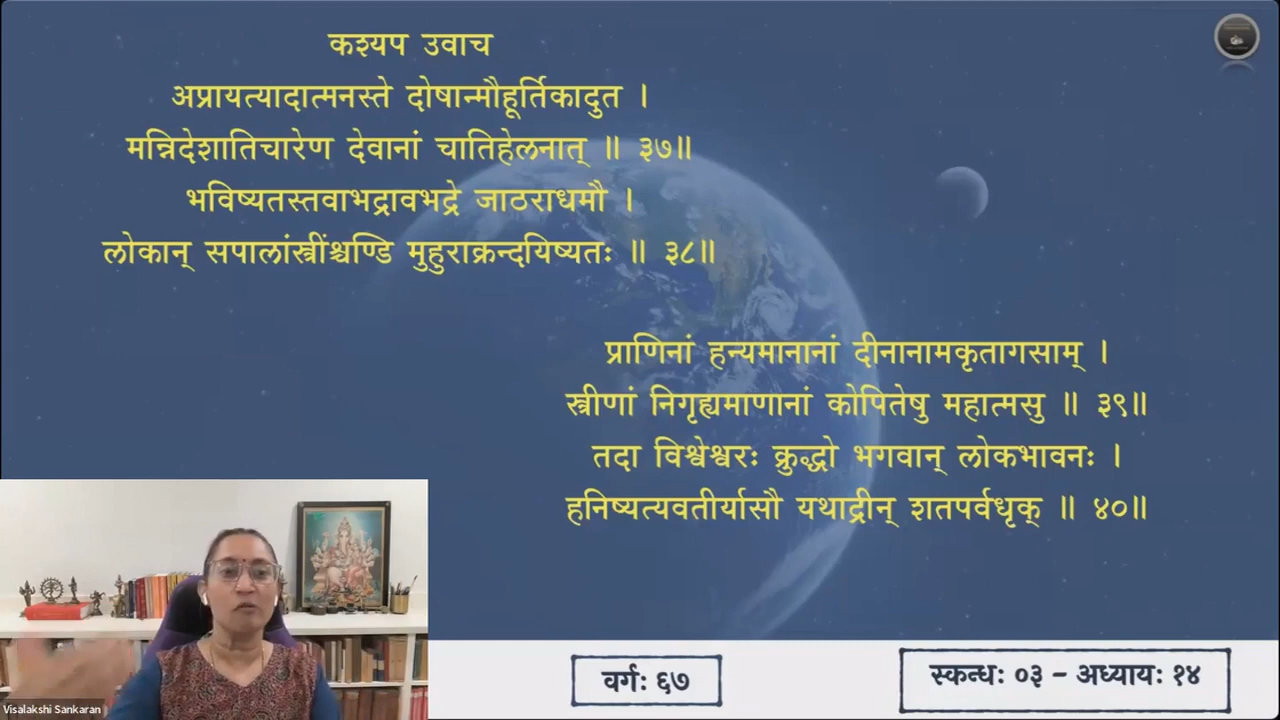 कश्यप उवाच
अप्रायत्यादात्मनस्ते दोषान्मौहूर्तिकादुत ।
मन्निदेशातिचारेण देवानां चातिहेलनात् ॥ ३७॥
भविष्यतस्तवाभद्रावभद्रे जाठराधमौ ।
लोकान् सपालांस्त्रींश्चण्डि मुहुराक्रन्दयिष्यतः ॥ ३८॥
प्राणिनां हन्यमानानां दीनानामकृतागसाम् ।
स्त्रीणां निगृह्यमाणानां कोपितेषु महात्मसु ॥ ३९॥
तदा विश्वेश्वरः क्रुद्धो भगवान् लोकभावनः ।
हनिष्यत्यवतीर्यासौ यथाद्रीन् शतपर्वधृक् ॥ ४०॥
Visalakshi Sankaran
वर्गः ६७
स्कन्धः ०३ - अध्यायः १४